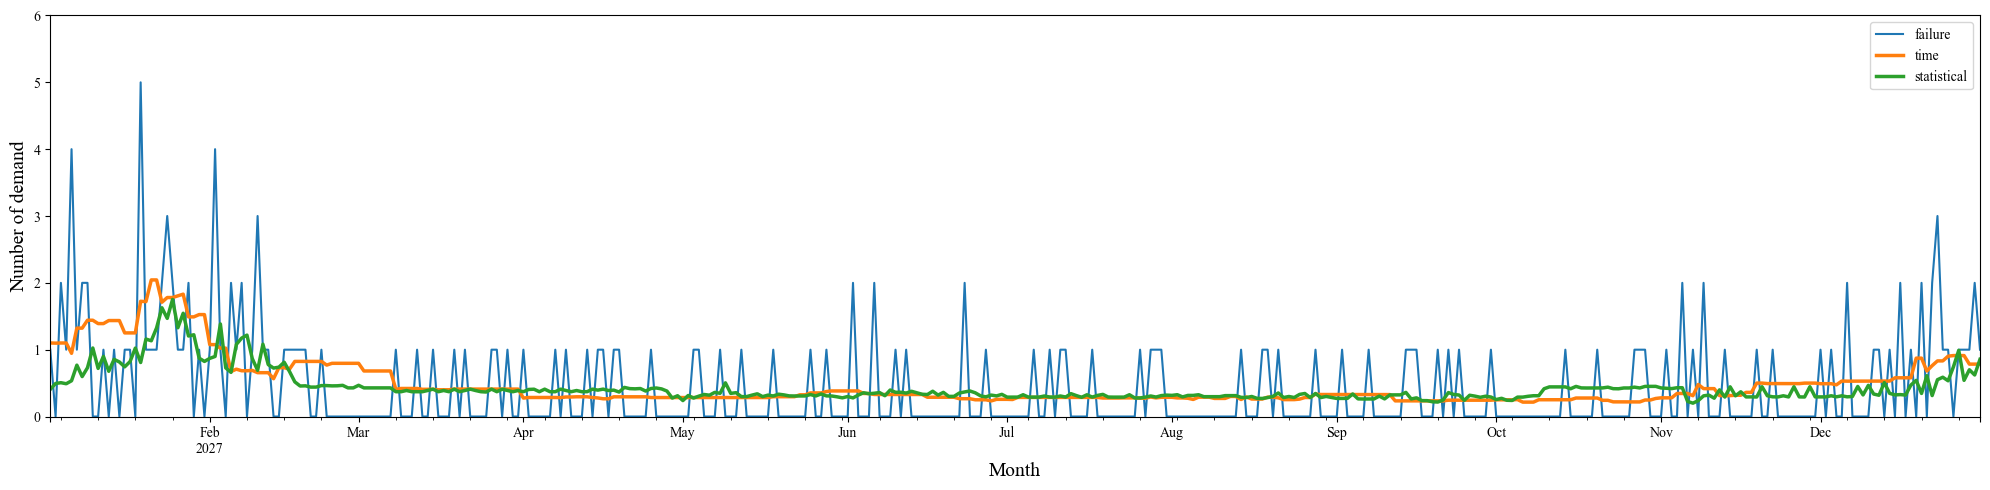 6
5
4
3
2
1
0
Number of demand
failure
time
statistical
Feb
2027
Mar
Apr
May
Jun
Jul
Aug
Sep
Oct
Nov
Dec
Month